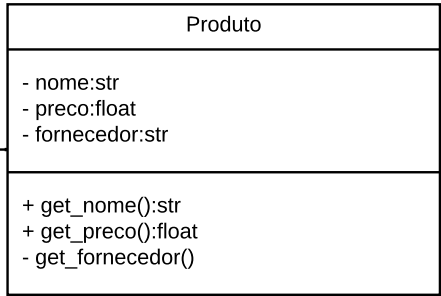 Produto
- nome:str
- preco:float
- fornecedor:str
+ get_nome():str
+ get_preco():float
- get_fornecedor()